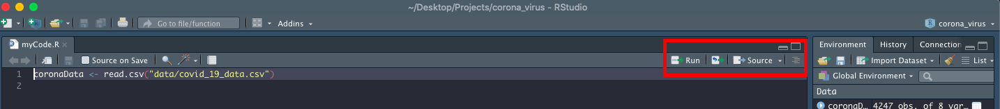 ~/Desktop/Projects/corona_virus - RStudio
Go to file/function
Addins
corona_virus
myCode.R
Source on Save
Run
Source
1 coronaData <- read.csv("data/covid_19_data.csv")
2
Environment History Connection
Import Dataset
List
R Global Environment
Data
coronaD... 4247 obs. of 8 var...